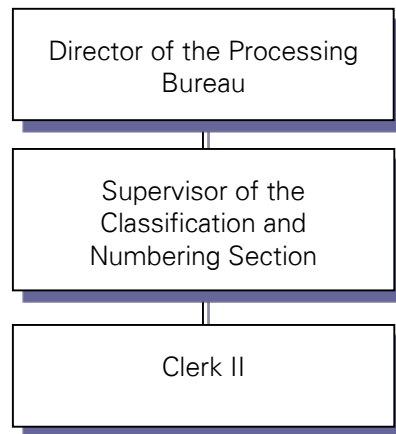 Director of the Processing
Bureau
Supervisor of the
Classification and
Numbering Section
Clerk II